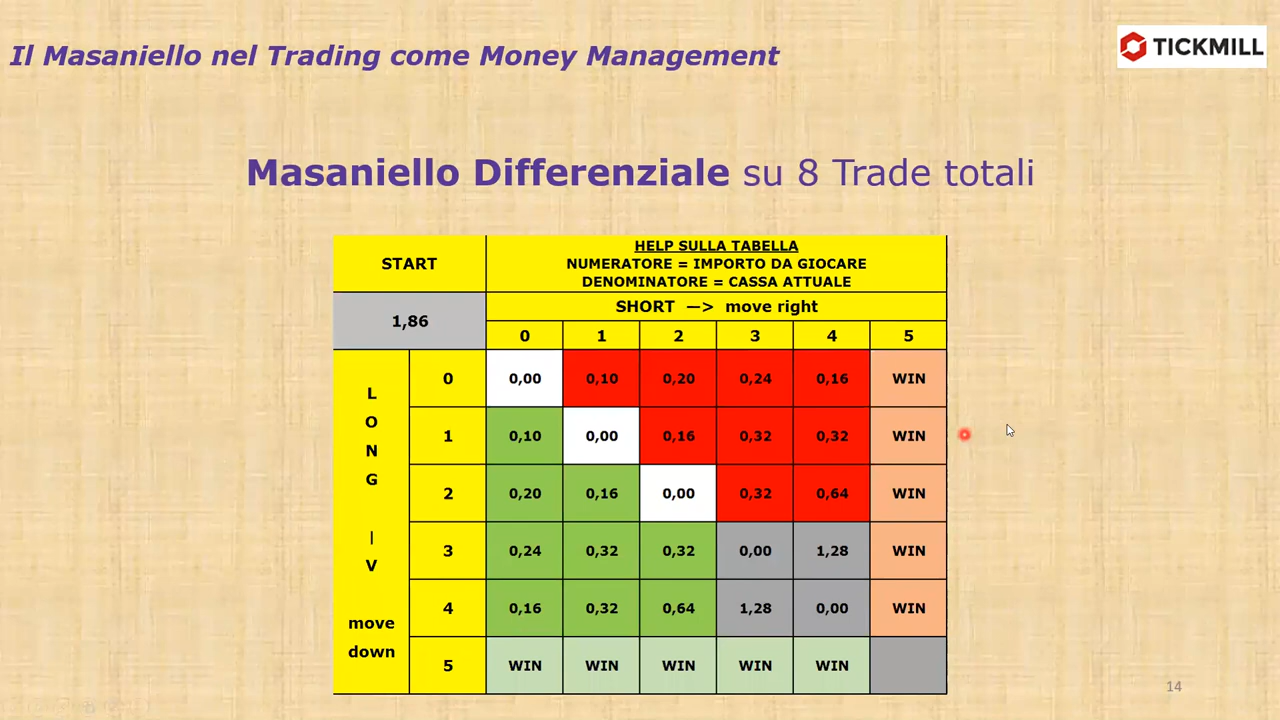 Il Masaniello nel Trading come Money Management
TICKMILL
Masaniello Differenziale su 8 Trade totali
START
HELP SULLA TABELLA
NUMERATORE = IMPORTO DA GIOCARE
DENOMINATORE = CASSA ATTUALE
1,86
SHORT —> move right
0 1 2 3 4 5
L
O
N
G
|
V
move
down
0 0,00 0,10 0,20 0,24 0,16 WIN
1 0,10 0,00 0,16 0,32 0,32 WIN
2 0,20 0,16 0,00 0,32 0,64 WIN
3 0,24 0,32 0,32 0,00 1,28 WIN
4 0,16 0,32 0,64 1,28 0,00 WIN
5 WIN WIN WIN WIN WIN
14